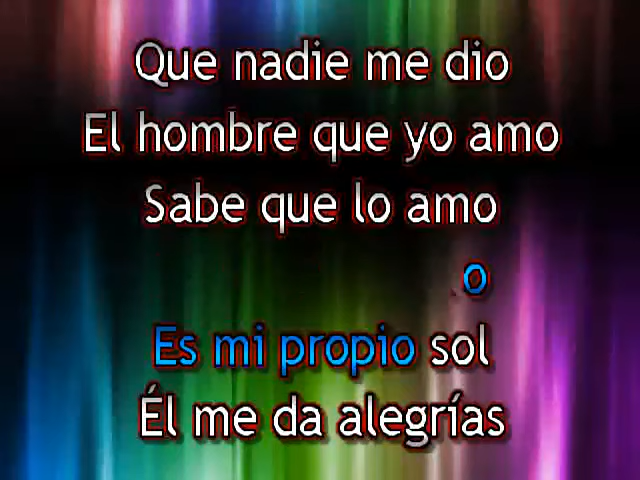 Que nadie me dio
El hombre que yo amo
Sabe que lo amo
o
Es mi propio sol
Él me da alegrías